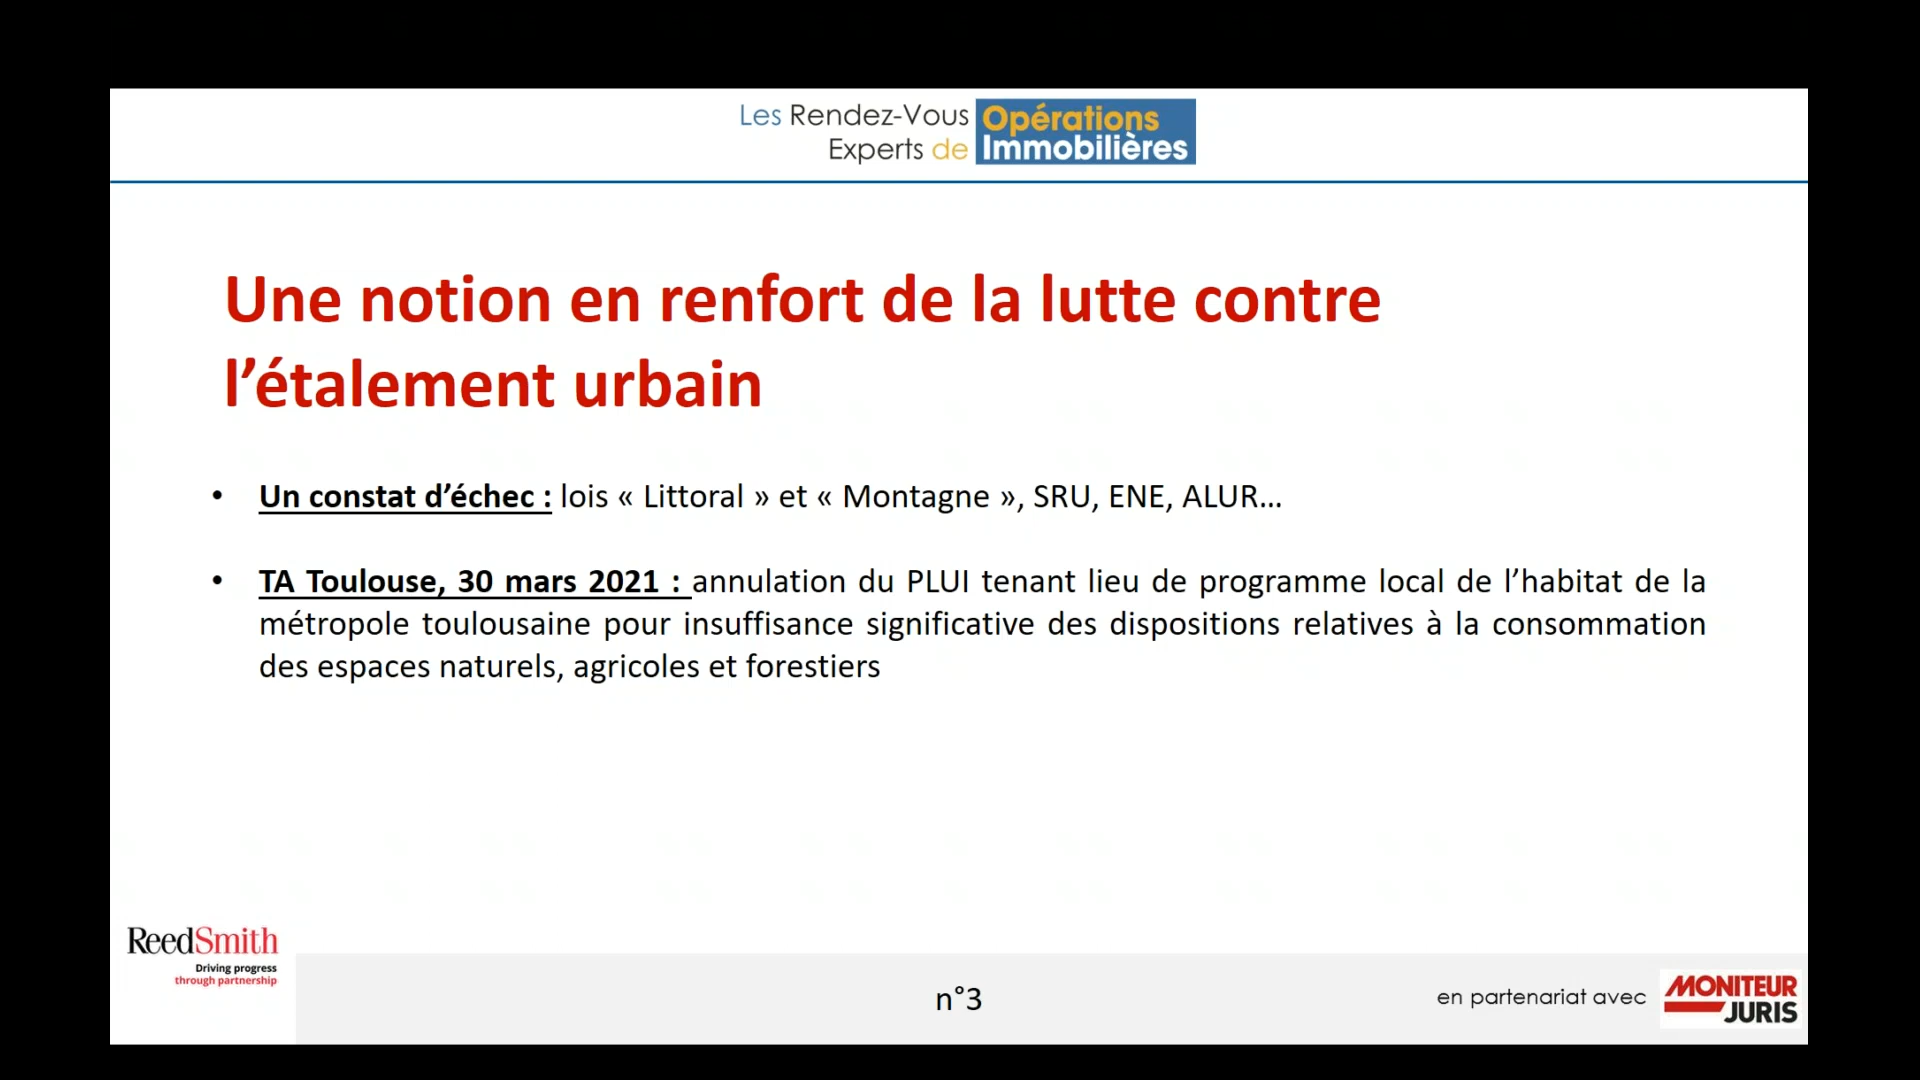 Les Rendez-Vous
Experts de
Opérations
Immobilières
Une notion en renfort de la lutte contre
l’étalement urbain
• Un constat d’échec : lois « Littoral » et « Montagne », SRU, ENE, ALUR…
• TA Toulouse, 30 mars 2021 : annulation du PLUI tenant lieu de programme local de l’habitat de la
métropole toulousaine pour insuffisance significative des dispositions relatives à la consommation
des espaces naturels, agricoles et forestiers
ReedSmith
Driving progress
through partnership
n°3
en partenariat avec
MONITEUR
JURIS